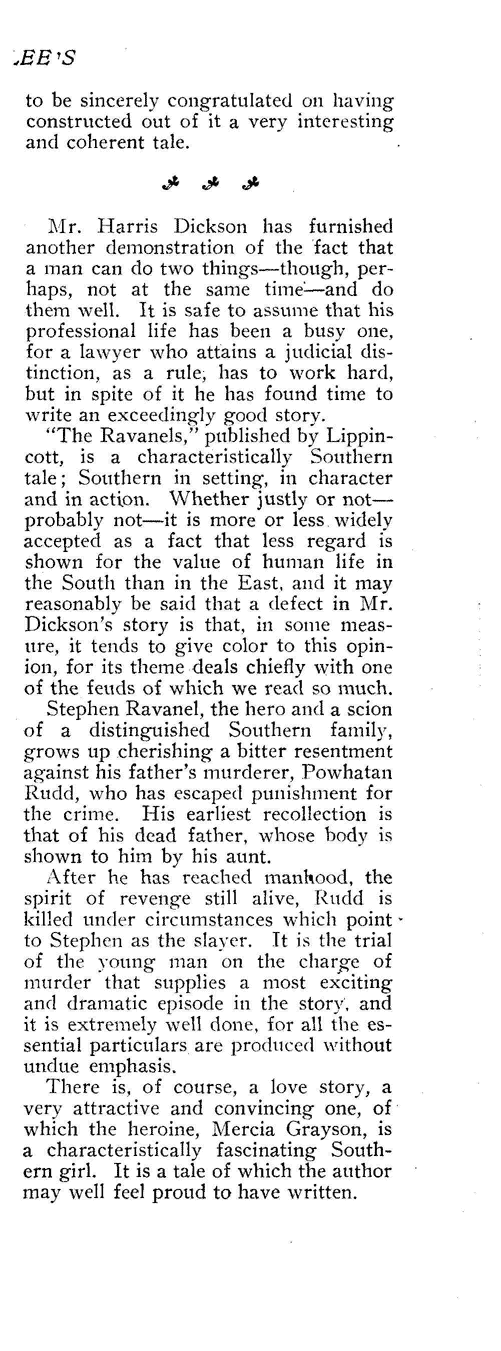 EE'S
to be sincerely congratulated on having
constructed out of it a very interesting
and coherent tale.
Mr. Harris Dickson has furnished
another demonstration of the fact that
a man can do two things—though, per-
haps, not at the same time—and do
them well. It is safe to assume that his
professional life has been a busy one,
for a lawyer who attains a judicial dis-
tinction, as a rule, has to work hard,
but in spite of it he has found time to
write an exceedingly good story.
"The Ravanels," published by Lippin-
cott, is a characteristically Southern
tale; Southern in setting, in character
and in action. Whether justly or not—
probably not—it is more or less widely
accepted as a fact that less regard is
shown for the value of human life in
the South than in the East, and it may
reasonably be said that a defect in Mr.
Dickson's story is that, in some meas-
ure, it tends to give color to this opin-
ion, for its theme deals chiefly with one
of the feuds of which we read so much.
Stephen Ravanel, the hero and a scion
of a distinguished Southern family,
grows up cherishing a bitter resentment
against his father's murderer, Powhatan
Rudd, who has escaped punishment for
the crime. His earliest recollection is
that of his dead father, whose body is
shown to him by his aunt.
After he has reached manhood, the
spirit of revenge still alive, Rudd is
killed under circumstances which point
to Stephen as the slayer. It is the trial
of the young man on the charge of
murder that supplies a most exciting
and dramatic episode in the story, and
it is extremely well done, for all the es-
sential particulars are produced without
undue emphasis.
There is, of course, a love story, a
very attractive and convincing one, of
which the heroine, Mercia Grayson, is
a characteristically fascinating South-
ern girl. It is a tale of which the author
may well feel proud to have written.